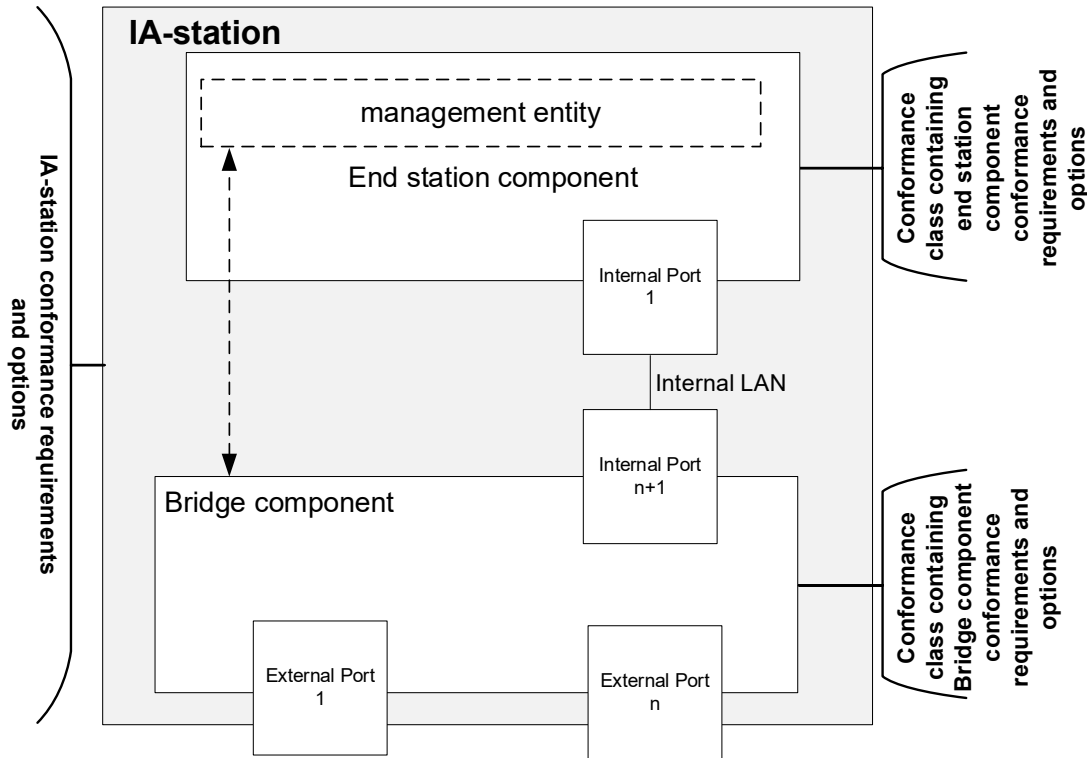 IA-station
management entity
End station component
Internal Port
1
Internal LAN
Internal Port
n+1
Bridge component
External Port
1
External Port
n
IA-station conformance requirements
and options
Conformance
class containing
end station
component
conformance
requirements and
options
Conformance
class containing
Bridge component
conformance
requirements and
options